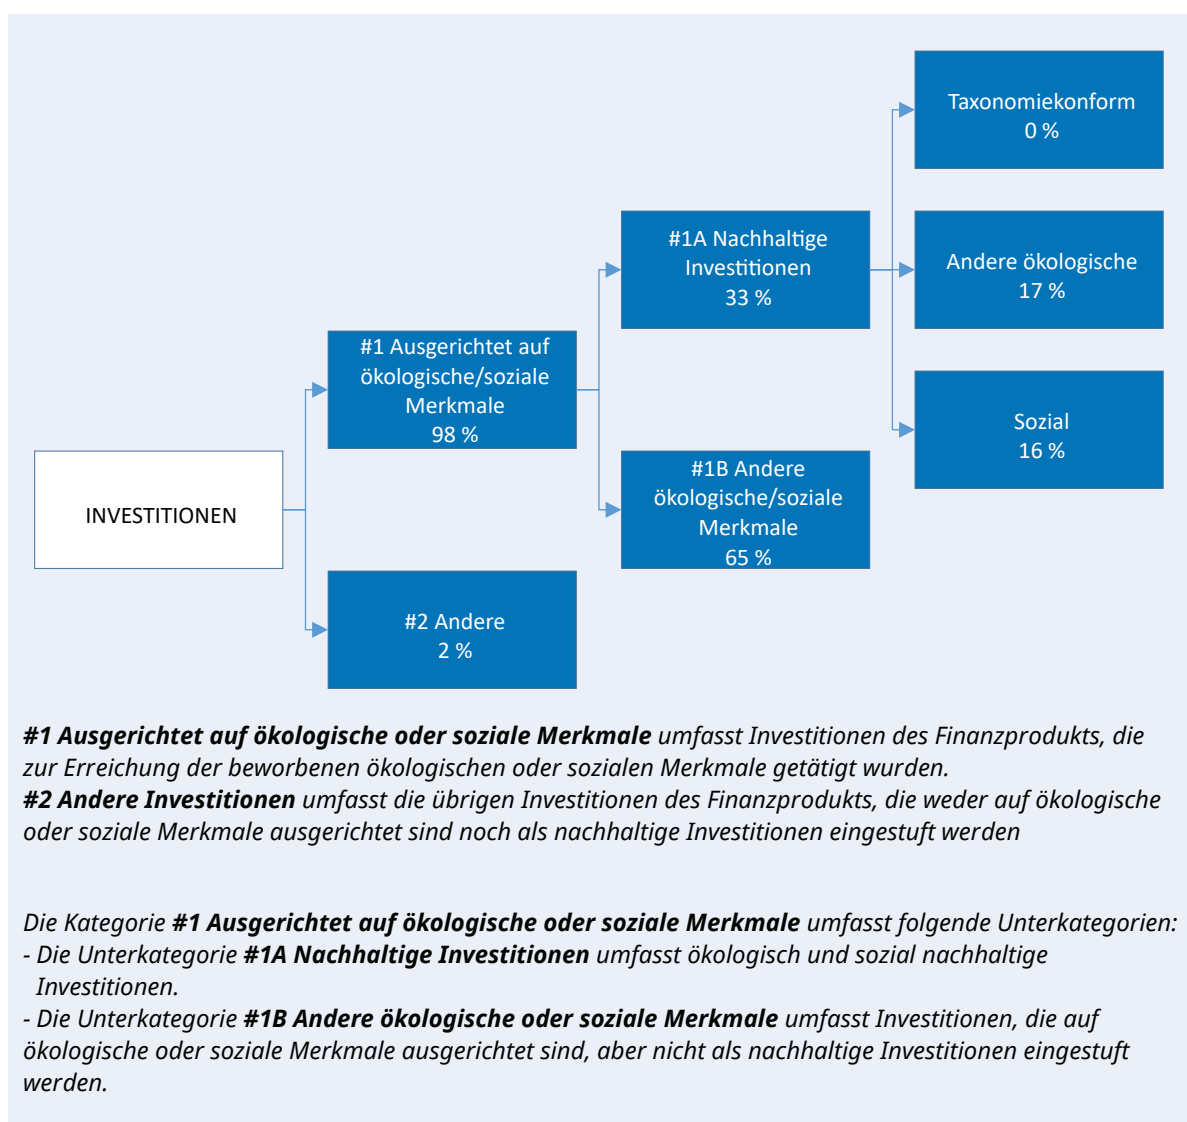 Taxonomiekonform
0 %
#1A Nachhaltige
Investitionen
33 %
Andere ökologische
17 %
#1 Ausgerichtet auf
ökologische/soziale
Merkmale
98 %
Sozial
16 %
#1B Andere
ökologische/soziale
Merkmale
65 %
INVESTITIONEN
#2 Andere
2 %
#1 Ausgerichtet auf ökologische oder soziale Merkmale umfasst Investitionen des Finanzprodukts, die
zur Erreichung der beworbenen ökologischen oder sozialen Merkmale getätigt wurden.
#2 Andere Investitionen umfasst die übrigen Investitionen des Finanzprodukts, die weder auf ökologische
oder soziale Merkmale ausgerichtet sind noch als nachhaltige Investitionen eingestuft werden
Die Kategorie #1 Ausgerichtet auf ökologische oder soziale Merkmale umfasst folgende Unterkategorien:
- Die Unterkategorie #1A Nachhaltige Investitionen umfasst ökologisch und sozial nachhaltige
Investitionen.
- Die Unterkategorie #1B Andere ökologische oder soziale Merkmale umfasst Investitionen, die auf
ökologische oder soziale Merkmale ausgerichtet sind, aber nicht als nachhaltige Investitionen eingestuft
werden.